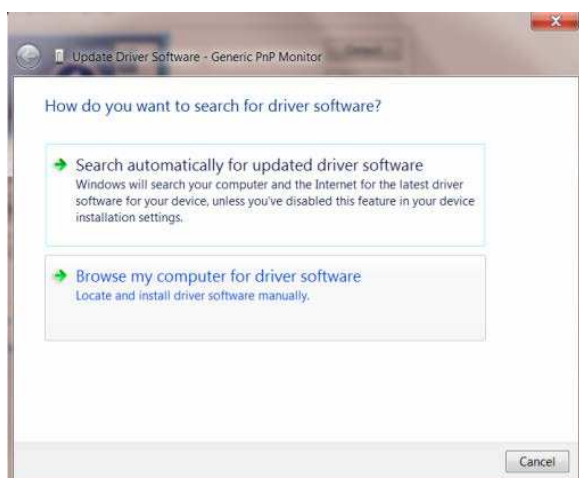 Update Driver Software - Generic PnP Monitor
How do you want to search for driver software?
Search automatically for updated driver software
Windows will search your computer and the Internet for the latest driver
software for your device, unless you've disabled this feature in your device
installation settings.
Browse my computer for driver software
Locate and install driver software manually.
Cancel